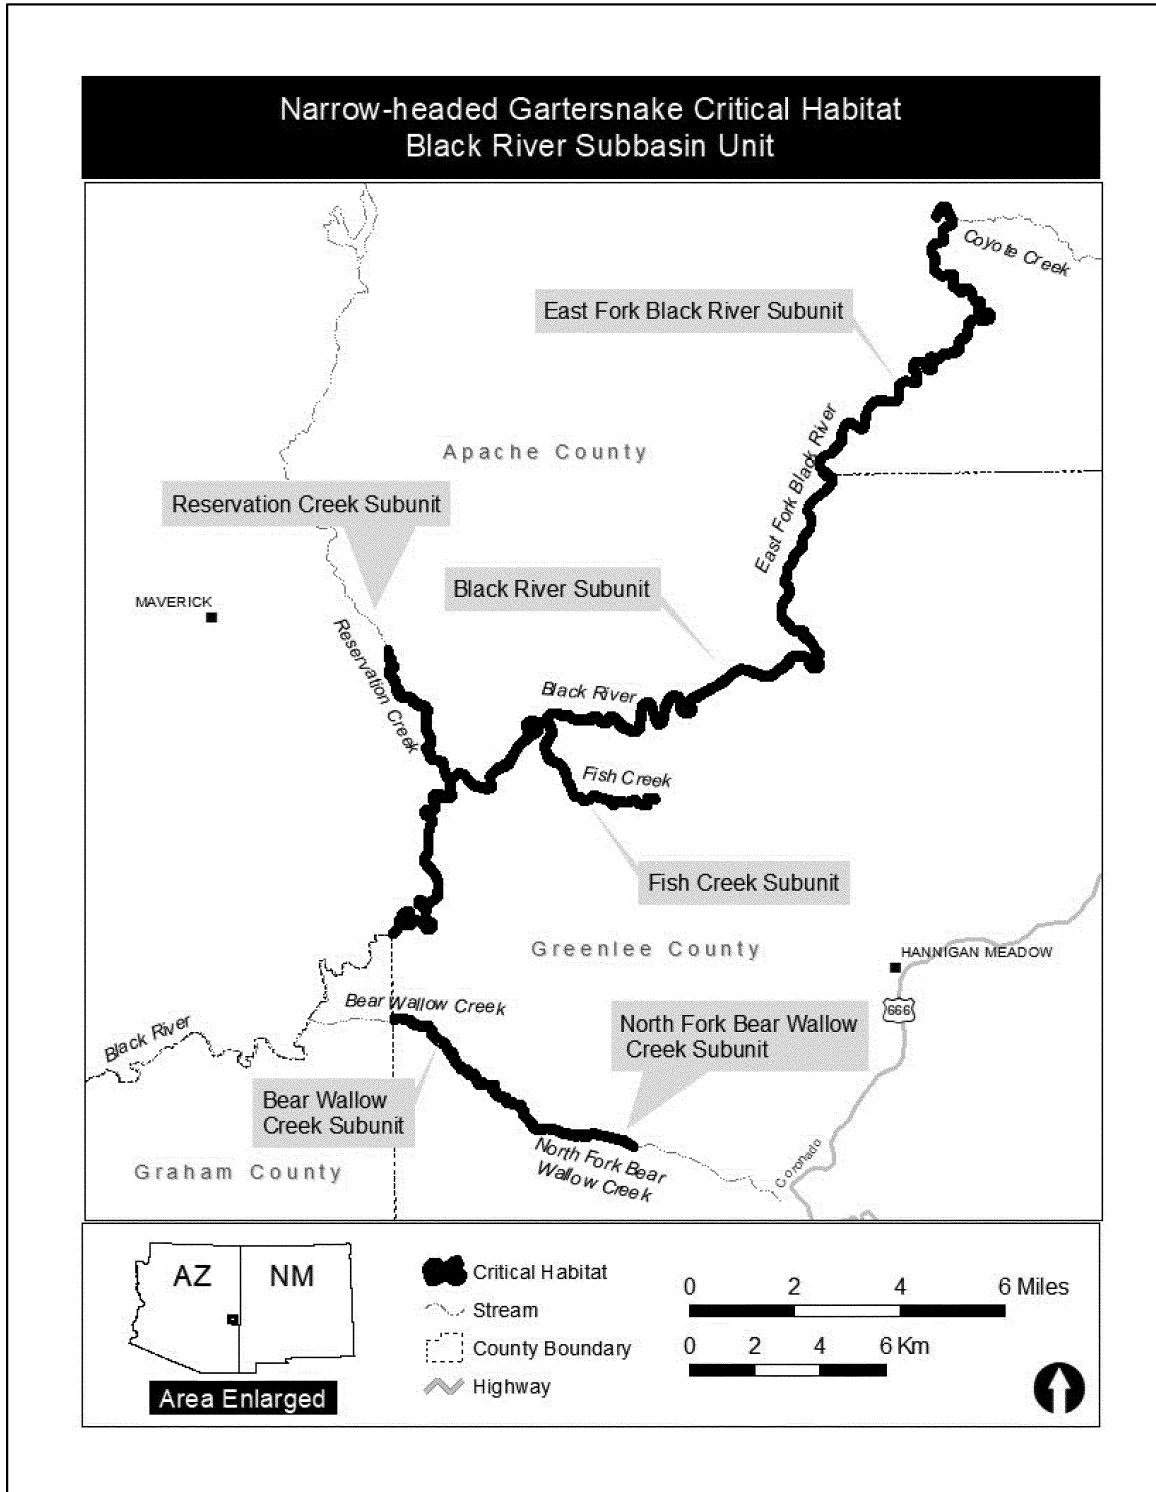 Narrow-headed Gartersnake Critical Habitat
Black River Subbasin Unit
Coyote Creek
East Fork Black River Subunit
East Fork Black River
Apache County
Reservation Creek Subunit
Black River Subunit
MAVERICK
Reservation Creek
Black River
Fish Creek
Fish Creek Subunit
Greenlee County
HANNIGAN MEADOW
666
Bear Wallow Creek
North Fork Bear Wallow
Creek Subunit
Black River
Bear Wallow
Creek Subunit
North Fork Bear
Wallow Creek
Coronado
Graham County
AZ
NM
Area Enlarged
Critical Habitat
Stream
County Boundary
Highway
0 2 4 6 Miles
0 2 4 6 Km